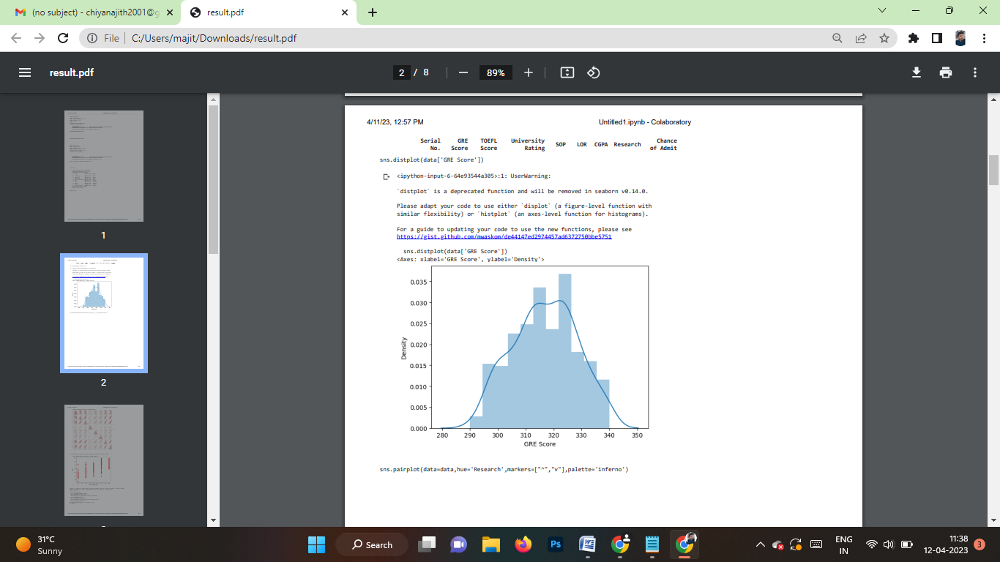 (no subject) - chiyanajith2001@g
result.pdf
File
C:/Users/majit/Downloads/result.pdf
result.pdf
2 / 8
89%
1
2
4/11/23, 12:57 PM
Untitled1.ipynb - Colaboratory
Serial GRE TOEFL University SOP LOR CGPA Research Chance
No. Score Score Rating of Admit
sns.distplot(data['GRE Score'])
<ipython-input-6-64e93544a305>:1: UserWarning:
`distplot` is a deprecated function and will be removed in seaborn v0.14.0.
Please adapt your code to use either `displot` (a figure-level function with
similar flexibility) or `histplot` (an axes-level function for histograms).
For a guide to updating your code to use the new functions, please see
https://gist.github.com/mwaskom/de44147ed2974457ad6372750bbe5751
sns.distplot(data['GRE Score'])
<Axes: xlabel='GRE Score', ylabel='Density'>
0.035
0.030
0.025
0.020
0.015
0.010
0.005
0.000
Density
280 290 300 310 320 330 340 350
GRE Score
sns.pairplot(data=data,hue='Research',markers=["^","v"],palette='inferno')
31°C
Sunny
Search
Ps
ENG
IN
11:38
12-04-2023
3